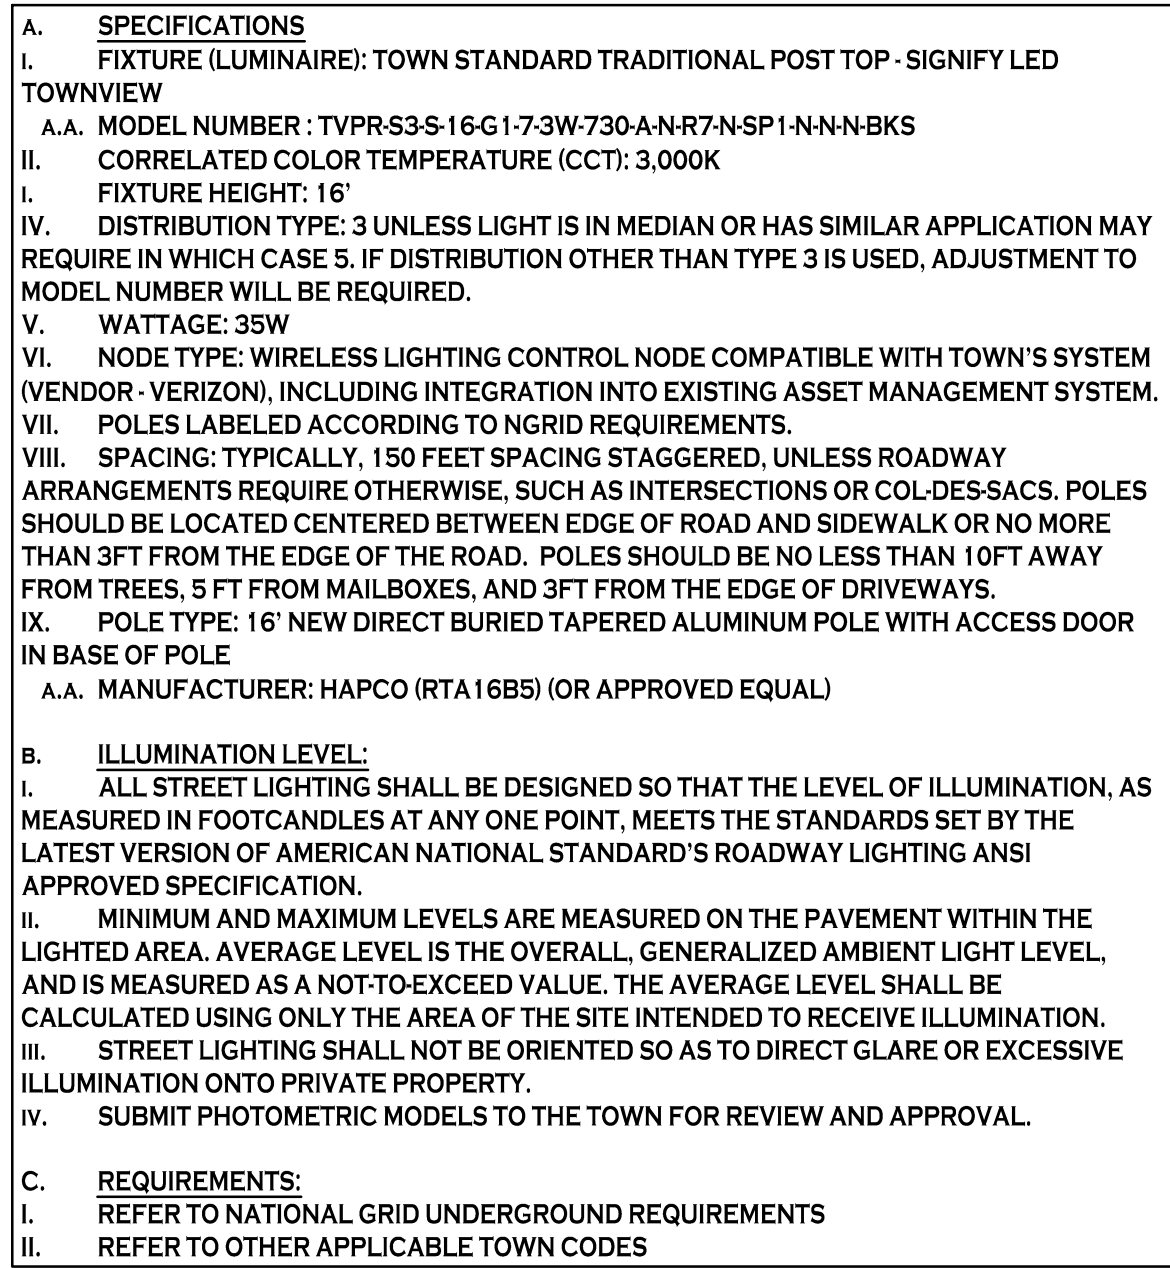 A. SPECIFICATIONS
I. FIXTURE (LUMINAIRE): TOWN STANDARD TRADITIONAL POST TOP - SIGNIFY LED
TOWNVIEW
A.A. MODEL NUMBER : TVPR-S3-S-16-G1-7-3W-730-A-N-R7-N-SP1-N-N-N-BKS
II. CORRELATED COLOR TEMPERATURE (CCT): 3,000K
I. FIXTURE HEIGHT: 16'
IV. DISTRIBUTION TYPE: 3 UNLESS LIGHT IS IN MEDIAN OR HAS SIMILAR APPLICATION MAY
REQUIRE IN WHICH CASE 5. IF DISTRIBUTION OTHER THAN TYPE 3 IS USED, ADJUSTMENT TO
MODEL NUMBER WILL BE REQUIRED.
V. WATTAGE: 35W
VI. NODE TYPE: WIRELESS LIGHTING CONTROL NODE COMPATIBLE WITH TOWN'S SYSTEM
(VENDOR - VERIZON), INCLUDING INTEGRATION INTO EXISTING ASSET MANAGEMENT SYSTEM.
VII. POLES LABELED ACCORDING TO NGRID REQUIREMENTS.
VIII. SPACING: TYPICALLY, 150 FEET SPACING STAGGERED, UNLESS ROADWAY
ARRANGEMENTS REQUIRE OTHERWISE, SUCH AS INTERSECTIONS OR COL-DES-SACS. POLES
SHOULD BE LOCATED CENTERED BETWEEN EDGE OF ROAD AND SIDEWALK OR NO MORE
THAN 3FT FROM THE EDGE OF THE ROAD. POLES SHOULD BE NO LESS THAN 10FT AWAY
FROM TREES, 5 FT FROM MAILBOXES, AND 3FT FROM THE EDGE OF DRIVEWAYS.
IX. POLE TYPE: 16' NEW DIRECT BURIED TAPERED ALUMINUM POLE WITH ACCESS DOOR
IN BASE OF POLE
A.A. MANUFACTURER: HAPCO (RTA16B5) (OR APPROVED EQUAL)
B. ILLUMINATION LEVEL:
I. ALL STREET LIGHTING SHALL BE DESIGNED SO THAT THE LEVEL OF ILLUMINATION, AS
MEASURED IN FOOTCANDLES AT ANY ONE POINT, MEETS THE STANDARDS SET BY THE
LATEST VERSION OF AMERICAN NATIONAL STANDARD'S ROADWAY LIGHTING ANSI
APPROVED SPECIFICATION.
II. MINIMUM AND MAXIMUM LEVELS ARE MEASURED ON THE PAVEMENT WITHIN THE
LIGHTED AREA. AVERAGE LEVEL IS THE OVERALL, GENERALIZED AMBIENT LIGHT LEVEL,
AND IS MEASURED AS A NOT-TO-EXCEED VALUE. THE AVERAGE LEVEL SHALL BE
CALCULATED USING ONLY THE AREA OF THE SITE INTENDED TO RECEIVE ILLUMINATION.
III. STREET LIGHTING SHALL NOT BE ORIENTED SO AS TO DIRECT GLARE OR EXCESSIVE
ILLUMINATION ONTO PRIVATE PROPERTY.
IV. SUBMIT PHOTOMETRIC MODELS TO THE TOWN FOR REVIEW AND APPROVAL.
C. REQUIREMENTS:
I. REFER TO NATIONAL GRID UNDERGROUND REQUIREMENTS
II. REFER TO OTHER APPLICABLE TOWN CODES